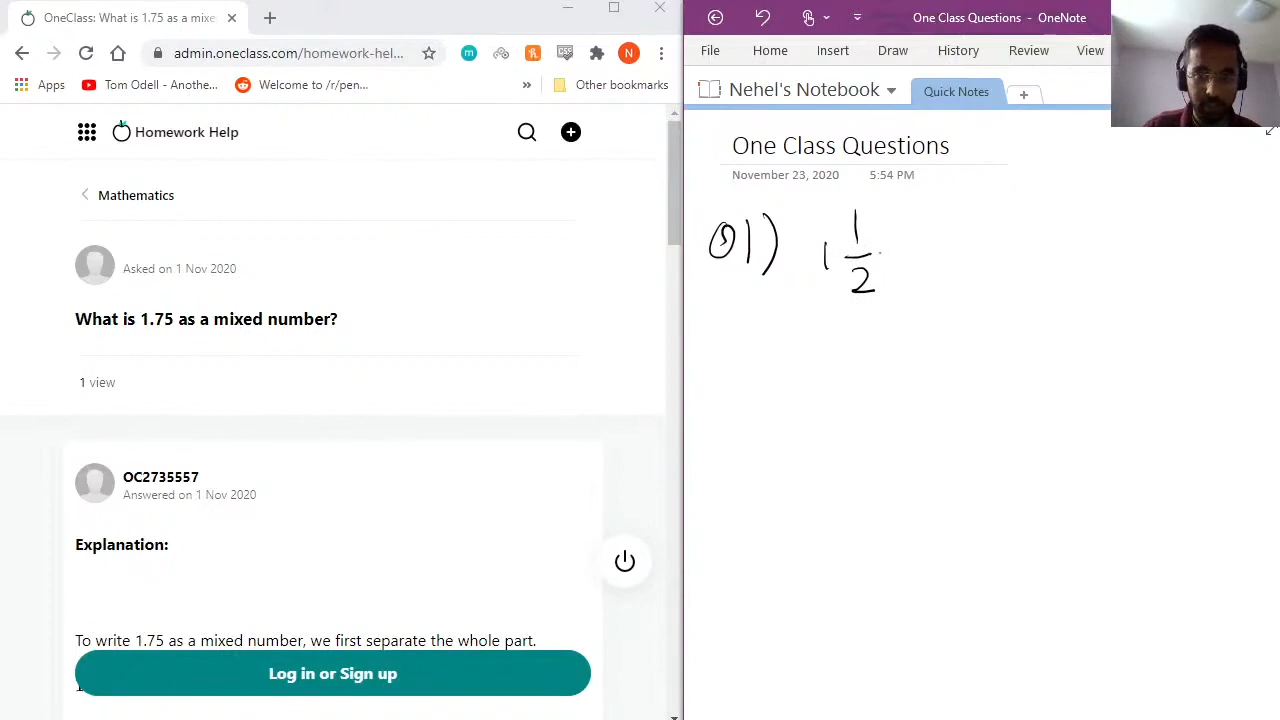 OneClass: What is 1.75 as a mixe
One Class Questions - OneNote
admin.oneclass.com/homework-hel...
N
File Home Insert Draw History Review View
Apps Tom Odell - Anothe... Welcome to /r/pen... » Other bookmarks
Nehel's Notebook
Quick Notes
Homework Help
One Class Questions
November 23, 2020 5:54 PM
Mathematics
Q1) 1 1/2
Asked on 1 Nov 2020
What is 1.75 as a mixed number?
1 view
OC2735557
Answered on 1 Nov 2020
Explanation:
To write 1.75 as a mixed number, we first separate the whole part.
Log in or Sign up